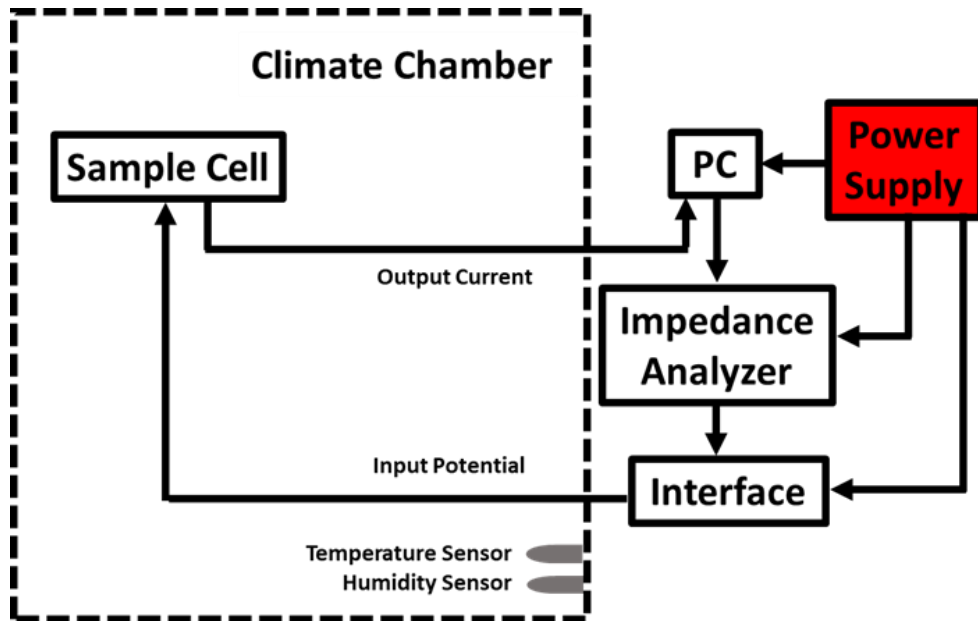 Climate Chamber
Sample Cell
PC
Power
Supply
Output Current
Impedance
Analyzer
Input Potential
Interface
Temperature Sensor
Humidity Sensor